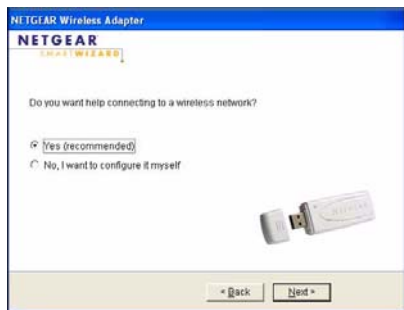 NETGEAR Wireless Adapter
NETGEAR
SMARTWIZARD
Do you want help connecting to a wireless network?
Yes (recommended)
No, I want to configure it myself
NETGEAR
< Back
Next >